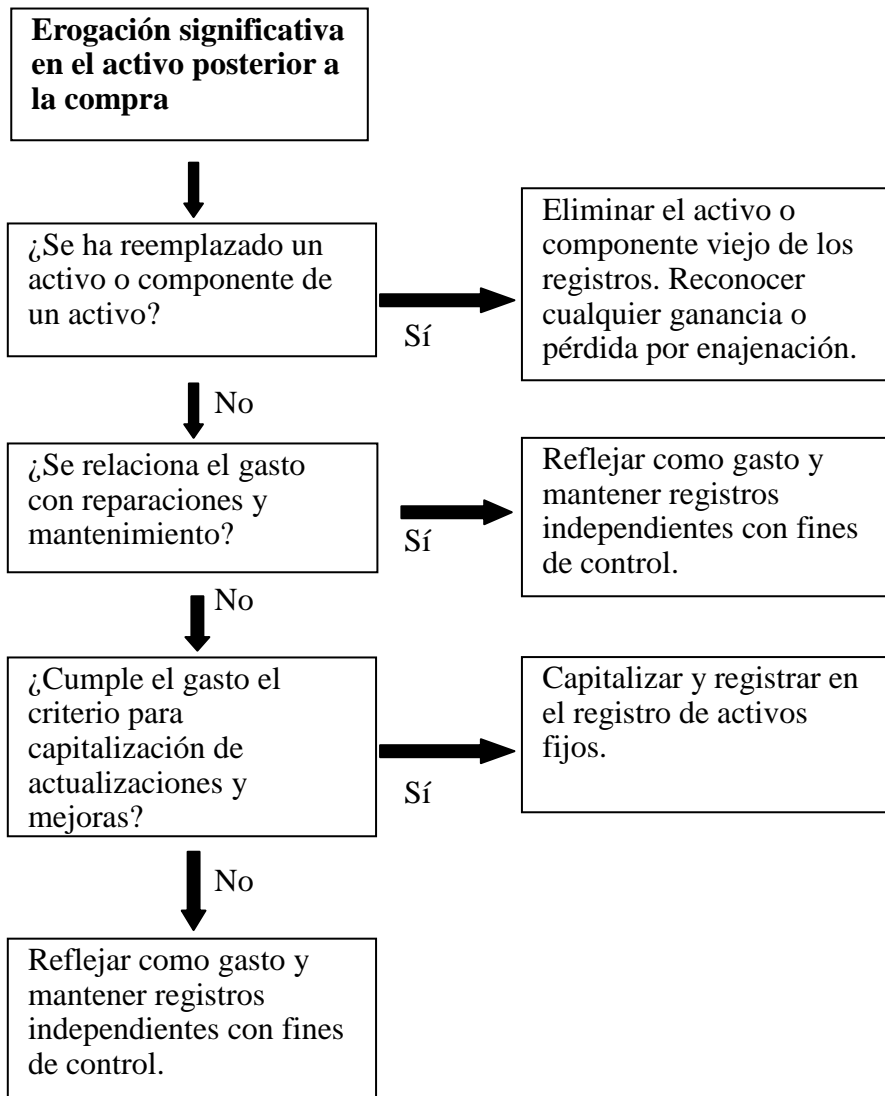 Erogación significativa
en el activo posterior a
la compra
¿Se ha reemplazado un
activo o componente de
un activo?
Sí
Eliminar el activo o
componente viejo de los
registros. Reconocer
cualquier ganancia o
pérdida por enajenación.
No
¿Se relaciona el gasto
con reparaciones y
mantenimiento?
Sí
Reflejar como gasto y
mantener registros
independientes con fines
de control.
No
¿Cumple el gasto el
criterio para
capitalización de
actualizaciones y
mejoras?
Sí
Capitalizar y registrar en
el registro de activos
fijos.
No
Reflejar como gasto y
mantener registros
independientes con fines
de control.